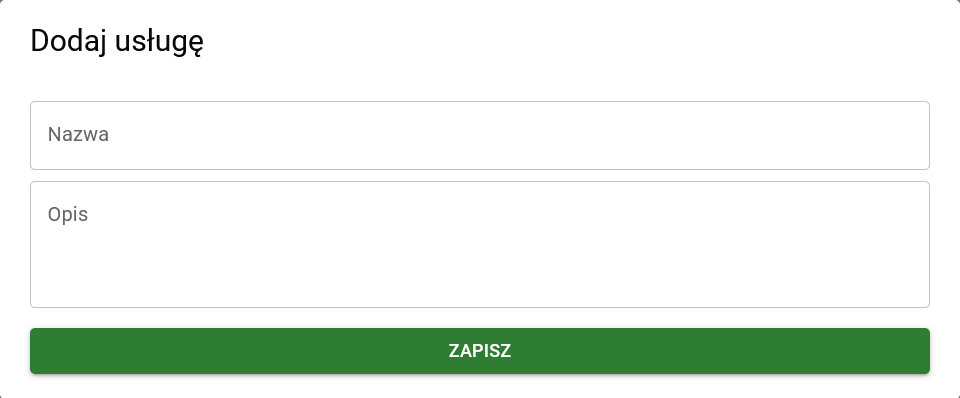 Dodaj usługę
Nazwa
Opis
ZAPISZ